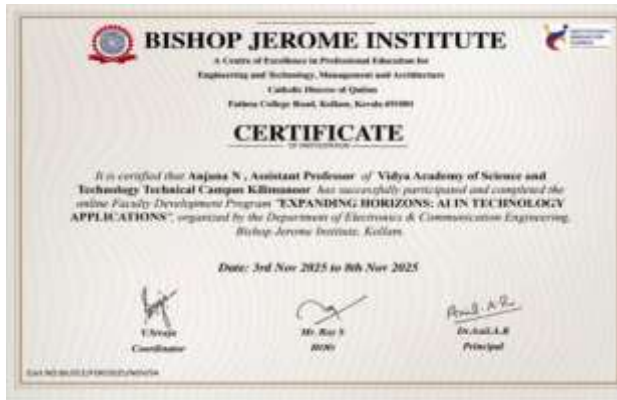 BISHOP JEROME INSTITUTE
A Centre of Excellence in Professional Education for
Engineering and Technology, Management and Architecture
Catholic Diocese of Quilon
Fatima College Road, Kollam, Kerala-691001
CERTIFICATE
OF PARTICIPATION
It is certified that Anjana N , Assistant Professor of Vidya Academy of Science and
Technology Technical Campus Kilimanoor has successfully participated and completed the
online Faculty Development Program "EXPANDING HORIZONS: AI IN TECHNOLOGY
APPLICATIONS", organized by the Department of Electronics & Communication Engineering,
Bishop Jerome Institute, Kollam.
Date: 3rd Nov 2025 to 8th Nov 2025
Coordinator
Mr. Roy S
HOD
Dr.Anil.A.R
Principal